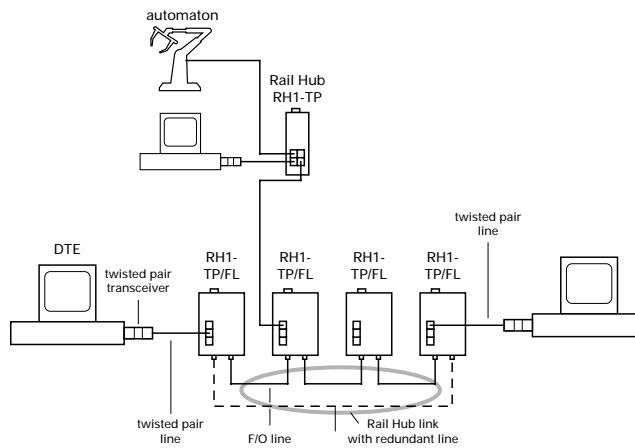 automaton
Rail Hub
RH1-TP
twisted pair
line
DTE
RH1-
TP/FL
RH1-
TP/FL
RH1-
TP/FL
RH1-
TP/FL
twisted pair
transceiver
twisted pair
line
F/O line
Rail Hub link
with redundant line